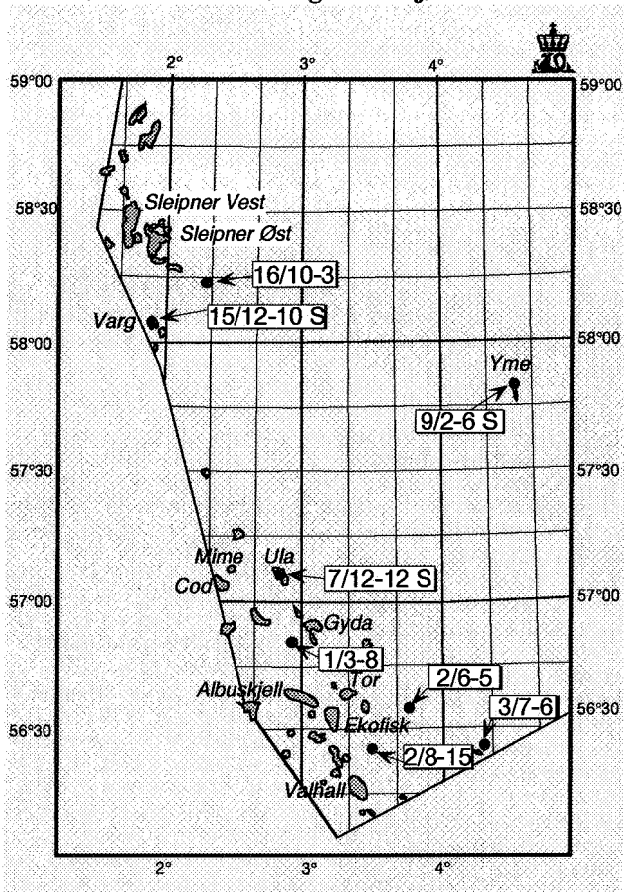 2° 3° 4°
59°00 59°00
58°30 58°30
Sleipner Vest
Sleipner Øst
16/10-3
Varg 15/12-10 S
58°00 58°00
Yme
9/2-6 S
57°30 57°30
Mime Ula
Cod 7/12-12 S
57°00 57°00
Gyda
1/3-8
Tor 2/6-5
Albuskjell
56°30 3/7-6 56°30
Ekofisk
2/8-15
Valhall
2° 3° 4°